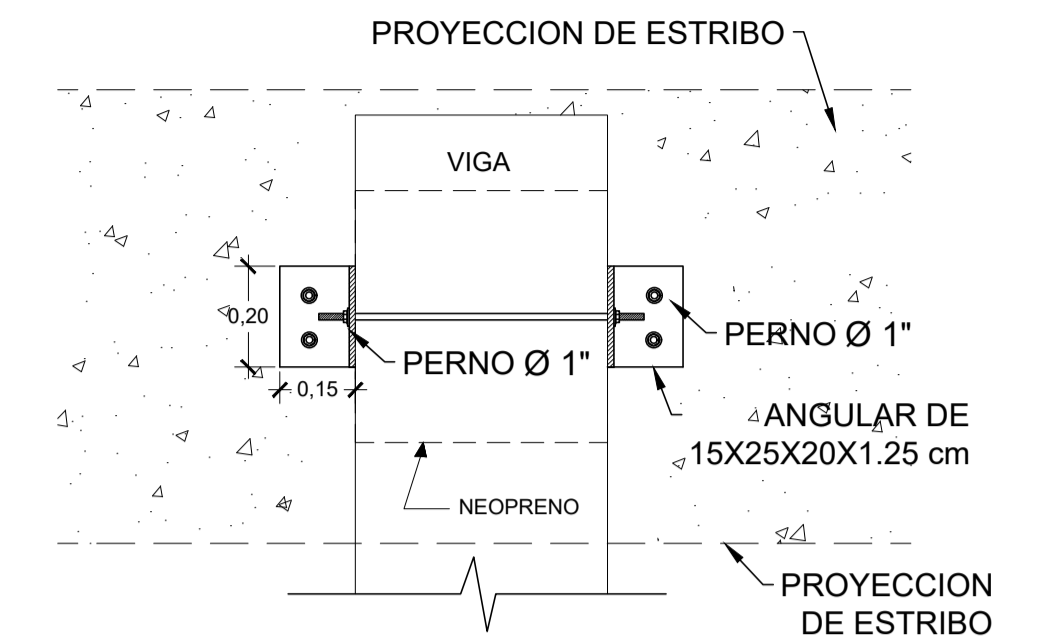 PROYECCION DE ESTRIBO
VIGA
0,20
PERNO Ø 1"
PERNO Ø 1"
0,15
ANGULAR DE
15X25X20X1.25 cm
NEOPRENO
PROYECCION
DE ESTRIBO